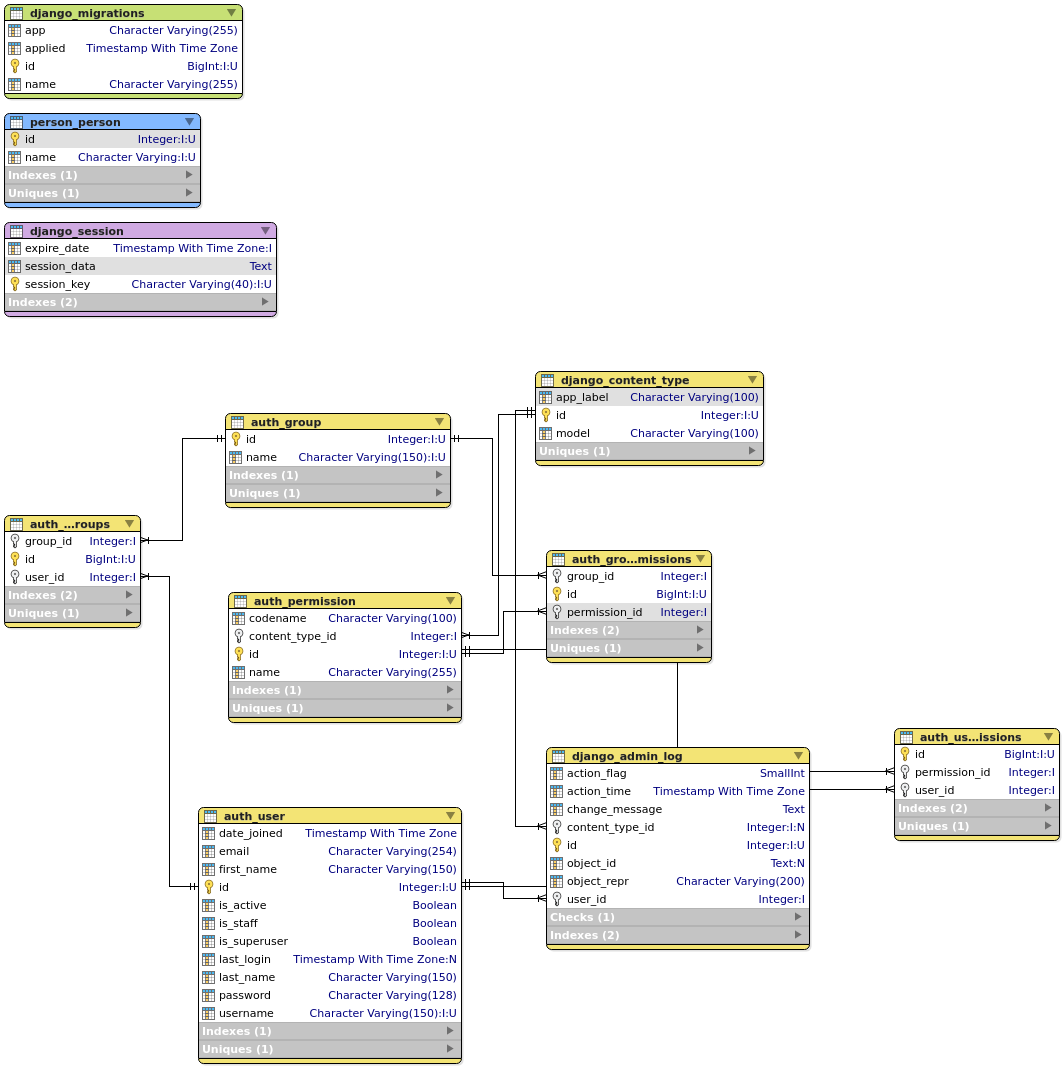 django_migrations
app Character Varying(255)
applied Timestamp With Time Zone
id BigInt:I:U
name Character Varying(255)
person_person
id Integer:I:U
name Character Varying:I:U
Indexes (1)
Uniques (1)
django_session
expire_date Timestamp With Time Zone:I
session_data Text
session_key Character Varying(40):I:U
Indexes (2)
django_content_type
app_label Character Varying(100)
id Integer:I:U
model Character Varying(100)
Uniques (1)
auth_group
id Integer:I:U
name Character Varying(150):I:U
Indexes (1)
Uniques (1)
auth_...roups
group_id Integer:I
id BigInt:I:U
user_id Integer:I
Indexes (2)
Uniques (1)
auth_gro...missions
group_id Integer:I
id BigInt:I:U
permission_id Integer:I
Indexes (2)
Uniques (1)
auth_permission
codename Character Varying(100)
content_type_id Integer:I
id Integer:I:U
name Character Varying(255)
Indexes (1)
Uniques (1)
auth_us...issions
id BigInt:I:U
permission_id Integer:I
user_id Integer:I
Indexes (2)
Uniques (1)
django_admin_log
action_flag SmallInt
action_time Timestamp With Time Zone
change_message Text
content_type_id Integer:I:N
id Integer:I:U
object_id Text:N
object_repr Character Varying(200)
user_id Integer:I
Checks (1)
Indexes (2)
auth_user
date_joined Timestamp With Time Zone
email Character Varying(254)
first_name Character Varying(150)
id Integer:I:U
is_active Boolean
is_staff Boolean
is_superuser Boolean
last_login Timestamp With Time Zone:N
last_name Character Varying(150)
password Character Varying(128)
username Character Varying(150):I:U
Indexes (1)
Uniques (1)